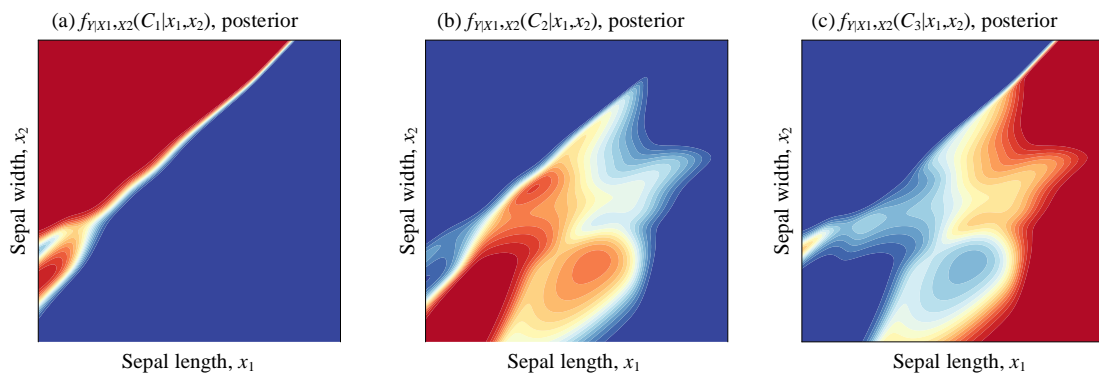 (a) f_{Y|X1,X2}(C_1|x_1,x_2), posterior
(b) f_{Y|X1,X2}(C_2|x_1,x_2), posterior
(c) f_{Y|X1,X2}(C_3|x_1,x_2), posterior
Sepal width, x_2
Sepal width, x_2
Sepal width, x_2
Sepal length, x_1
Sepal length, x_1
Sepal length, x_1